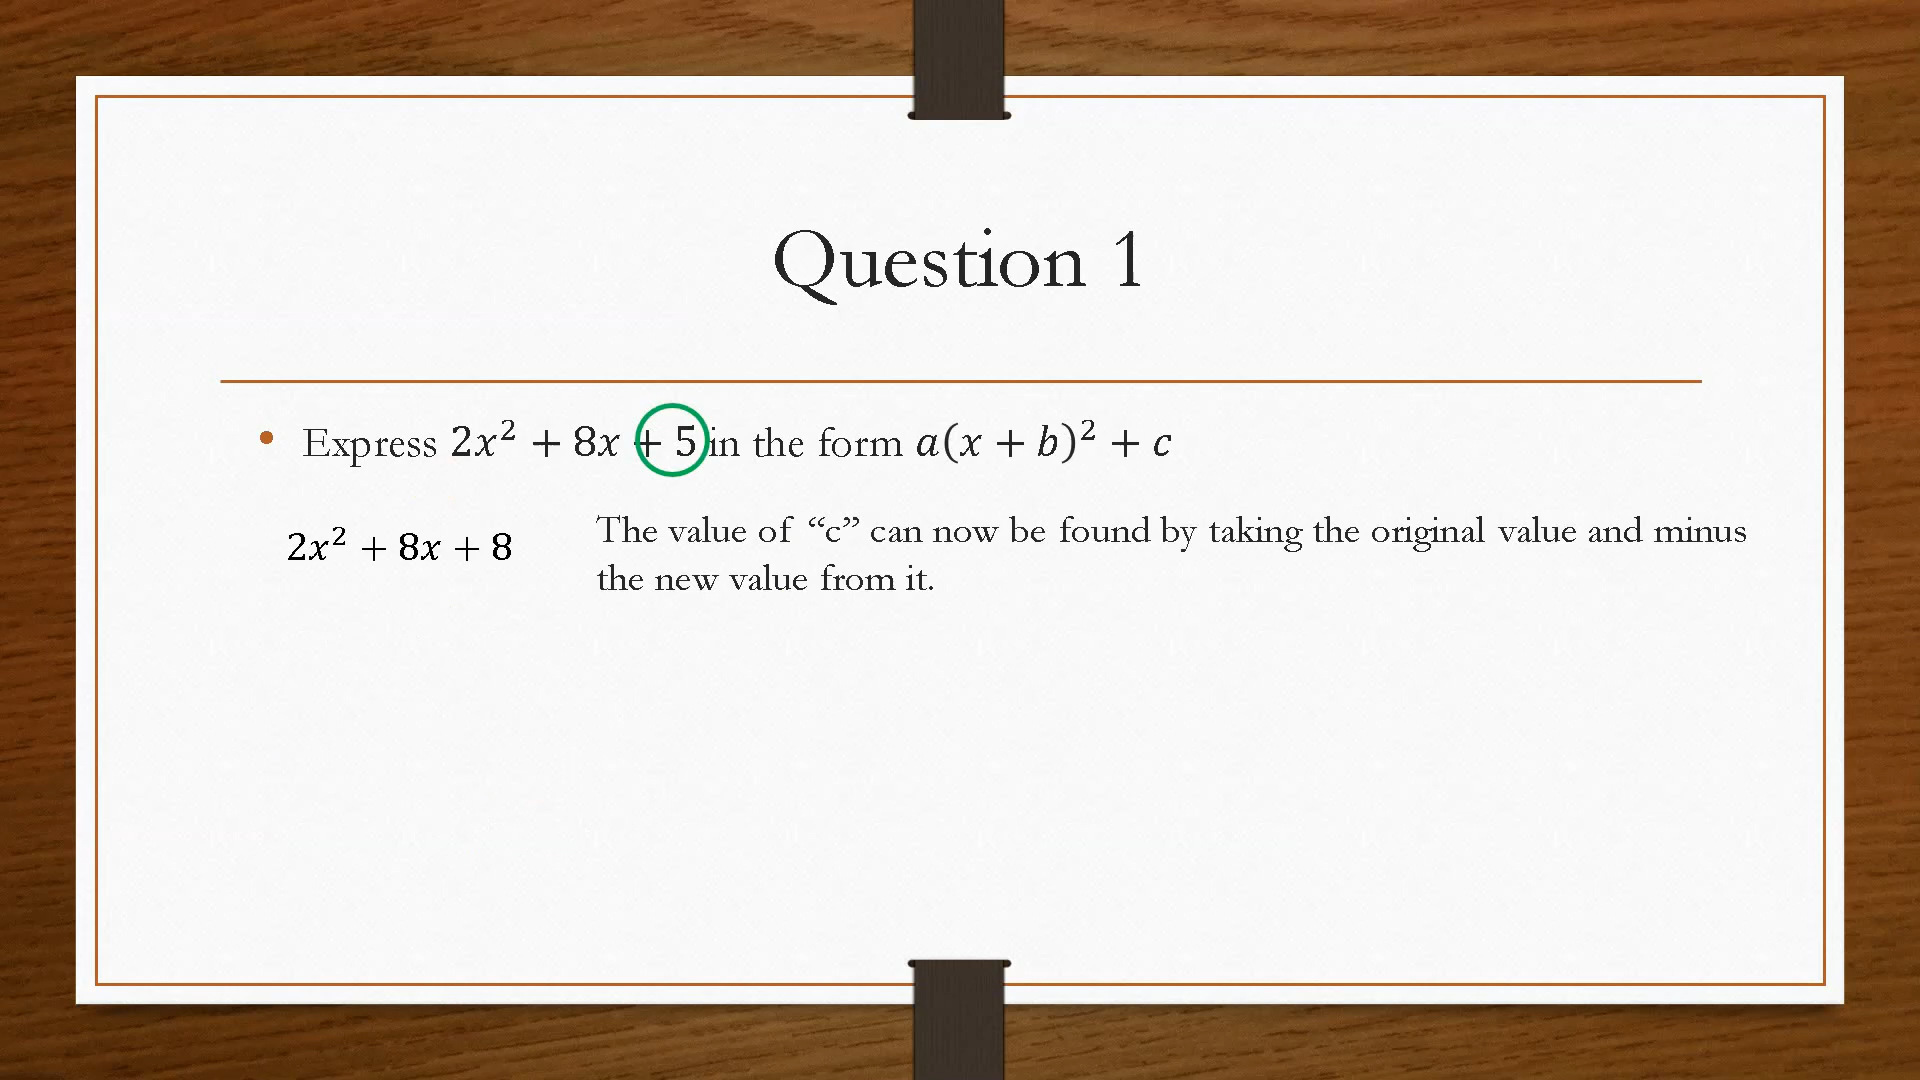 Question 1
• Express 2x² + 8x + 5 in the form a(x + b)² + c
2x² + 8x + 8
The value of “c” can now be found by taking the original value and minus
the new value from it.